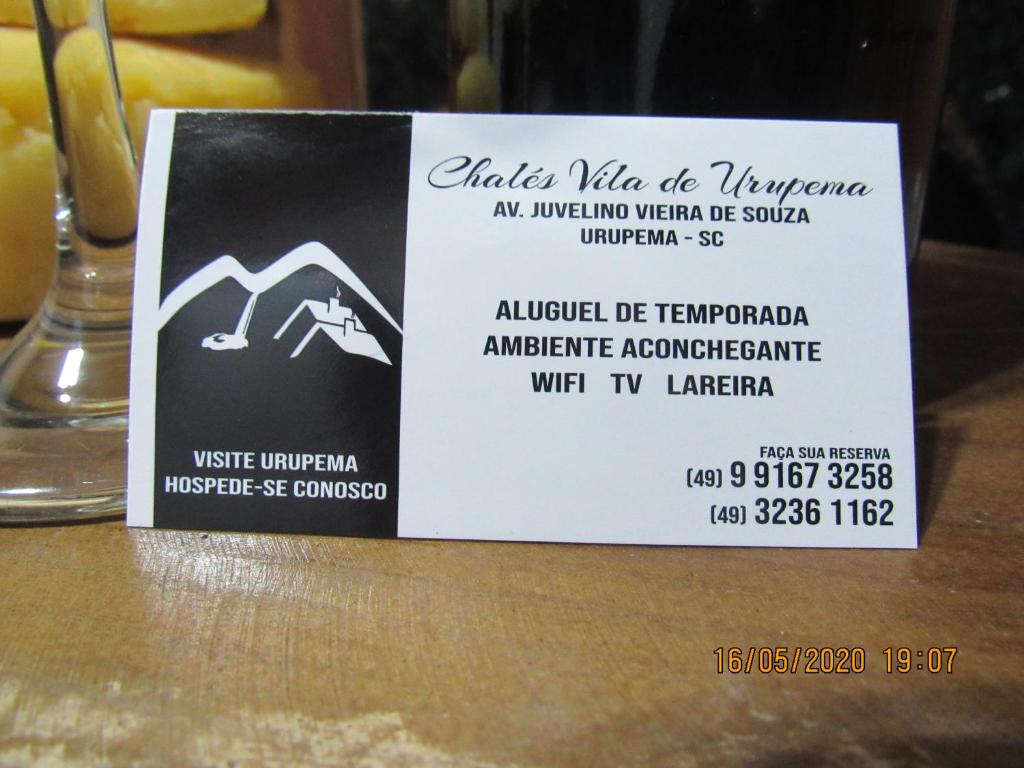 Chalés Vila de Urupema
AV. JUVELINO VIEIRA DE SOUZA
URUPEMA - SC
ALUGUEL DE TEMPORADA
AMBIENTE ACONCHEGANTE
WIFI TV LAREIRA
FAÇA SUA RESERVA
(49) 9 9167 3258
(49) 3236 1162
VISITE URUPEMA
HOSPEDE-SE CONOSCO
16/05/2020 19:07